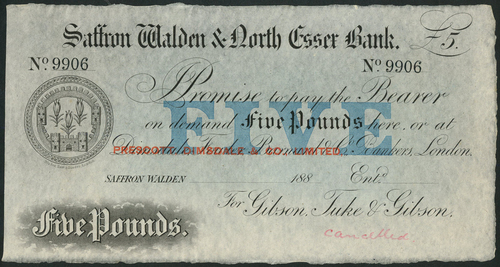 Saffron Walden & North Essex Bank. £5.
No. 9906 No. 9906
I Promise to pay the Bearer
on demand Five Pounds here or at
FIVE
London.
PRESCOTT, DIMSDALE & CO. LIMITED.
SAFFRON WALDEN 188 Entd.
For Gibson, Tuke & Gibson.
Five Pounds.
cancelled